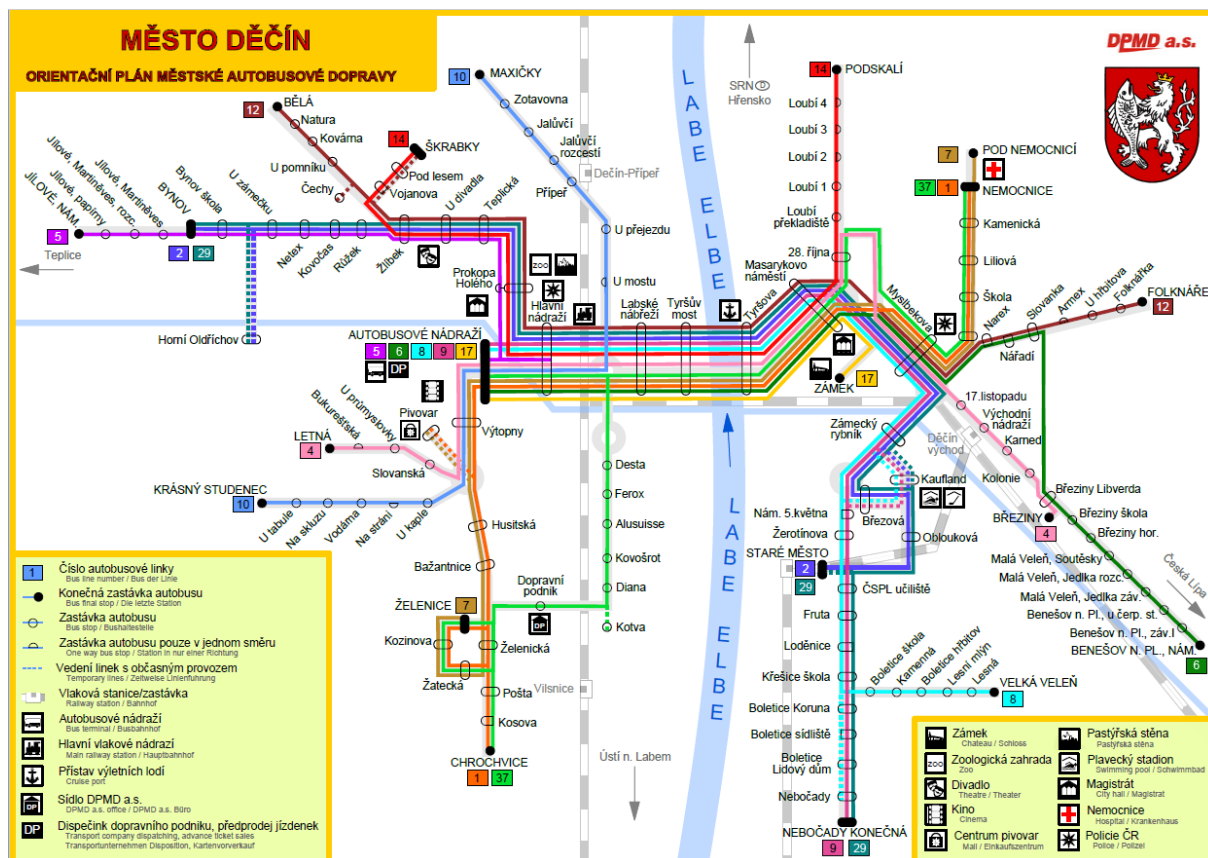 MĚSTO DĚČÍN
ORIENTAČNÍ PLÁN MĚSTSKÉ AUTOBUSOVÉ DOPRAVY
DPMD a.s.
12
BĚLÁ
Natura
Kovárna
U pomníku
Čechy
14
ŠKRABKY
Pod lesem
Vojanova
10
MAXIČKY
Zotavovna
Jalůvčí
Jalůvčí
rozcestí
Přípeř
Děčín-Přípeř
U přejezdu
U mostu
SRN
Hřensko
LABE ELBE
LABE ELBE
14
PODSKALÍ
Loubí 4
Loubí 3
Loubí 2
Loubí 1
Loubí
překladiště
28. října
Masarykovo
náměstí
7
POD NEMOCNICÍ
37
1
NEMOCNICE
Kamenická
Liliová
Škola
Myslbekova
Narex
Nářadí
Slovanka
Armex
U hřbitova
Folknářka
FOLKNÁŘE
12
JÍLOVÉ, NÁM.
Jílové, papírny
Jílové, Martiněves, rozc.
Jílové, Martiněves
BYNOV
Bynov škola
U zámečku
Netex
Kovočas
Růžek
Žlíbek
U divadla
Teplická
5
Teplice
2
29
Horní Oldřichov
Prokopa
Holého
ZOO
Hlavní
nádraží
Labské
nábřeží
Tyršův
most
Tyršova
AUTOBUSOVÉ NÁDRAŽÍ
5
6
8
9
17
DP
ZÁMEK
17
Pivovar
Výtopny
U průmyslovky
Bukurešťská
LETNÁ
4
Slovanská
KRÁSNÝ STUDENEC
10
U tabule
Na skluzu
Vodárna
Na stráni
U kaple
Husitská
Bažantnice
ŽELENICE
7
Kozinova
Želenická
Žatecká
Pošta
Kosova
CHROCHVICE
1
37
Dopravní
podnik
DP
Desta
Ferox
Alusuisse
Kovošrot
Diana
Kotva
Vilsnice
Ústí n. Labem
Zámecký
rybník
Děčín
východ
Kaufland
Březová
Oblouková
Nám. 5.května
Žerotínova
STARÉ MĚSTO
2
29
ČSPL učiliště
Fruta
Loděnice
Křešice škola
Boletice Koruna
Boletice sídliště
Boletice
Lidový dům
Nebočady
NEBOČADY KONEČNÁ
9
29
Boletice škola
Kamenná
Boletice hřbitov
Lesní mlýn
Lesná
VELKÁ VELEŇ
8
17.listopadu
Východní
nádraží
Kamed
Kolonie
BŘEZINY
4
Březiny Libverda
Březiny škola
Březiny hor.
Malá Veleň, Soutěsky
Malá Veleň, Jedlka rozc.
Malá Veleň, Jedlka záv.
Benešov n. Pl., u čerp. st.
Benešov n. Pl., záv.I
BENEŠOV N. PL., NÁM.
6
Česká Lípa
1
Číslo autobusové linky
Bus line number / Bus der Linie
Konečná zastávka autobusu
Bus final stop / Die letzte Station
Zastávka autobusu
Bus stop / Bushaltestelle
Zastávka autobusu pouze v jednom směru
One way bus stop / Station in nur einer Richtung
Vedení linek s občasným provozem
Temporary lines / Zeitweise Linienführung
Vlaková stanice/zastávka
Railway station / Bahnhof
Autobusové nádraží
Bus terminal / Busbahnhof
Hlavní vlakové nádraží
Main railway station / Hauptbahnhof
Přístav výletních lodí
Cruise port
DP
Sídlo DPMD a.s.
DPMD a.s. office / DPMD a.s. Büro
DP
Dispečink dopravního podniku, předprodej jízdenek
Transport company dispatching, advance ticket sales
Transportunternehmen Disposition, Kartenvorverkauf
Zámek
Chateau / Schloss
ZOO
Zoologická zahrada
Zoo
Divadlo
Theatre / Theater
Kino
Cinema
Centrum pivovar
Mall / Einkaufszentrum
Pastýřská stěna
Pastýřská stěna
Plavecký stadion
Swimming pool / Schwimmbad
Magistrát
City hall / Magistrat
Nemocnice
Hospital / Krankenhaus
Policie ČR
Police / Polizei